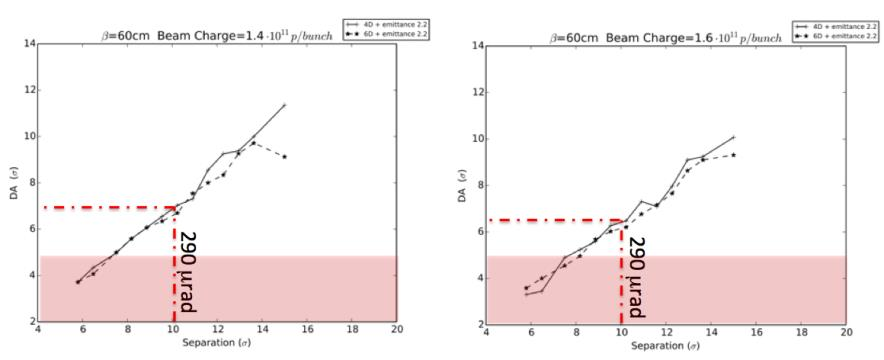 β=60cm Beam Charge=1.4 ·10¹¹p/bunch
4D + emittance 2.2
6D + emittance 2.2
14
12
10
8
6
4
2
DA (σ)
290 μrad
4 6 8 10 12 14 16 18 20
Separation (σ)
β=60cm Beam Charge=1.6 ·10¹¹p/bunch
4D + emittance 2.2
6D + emittance 2.2
14
12
10
8
6
4
2
DA (σ)
290 μrad
4 6 8 10 12 14 16 18 20
Separation (σ)